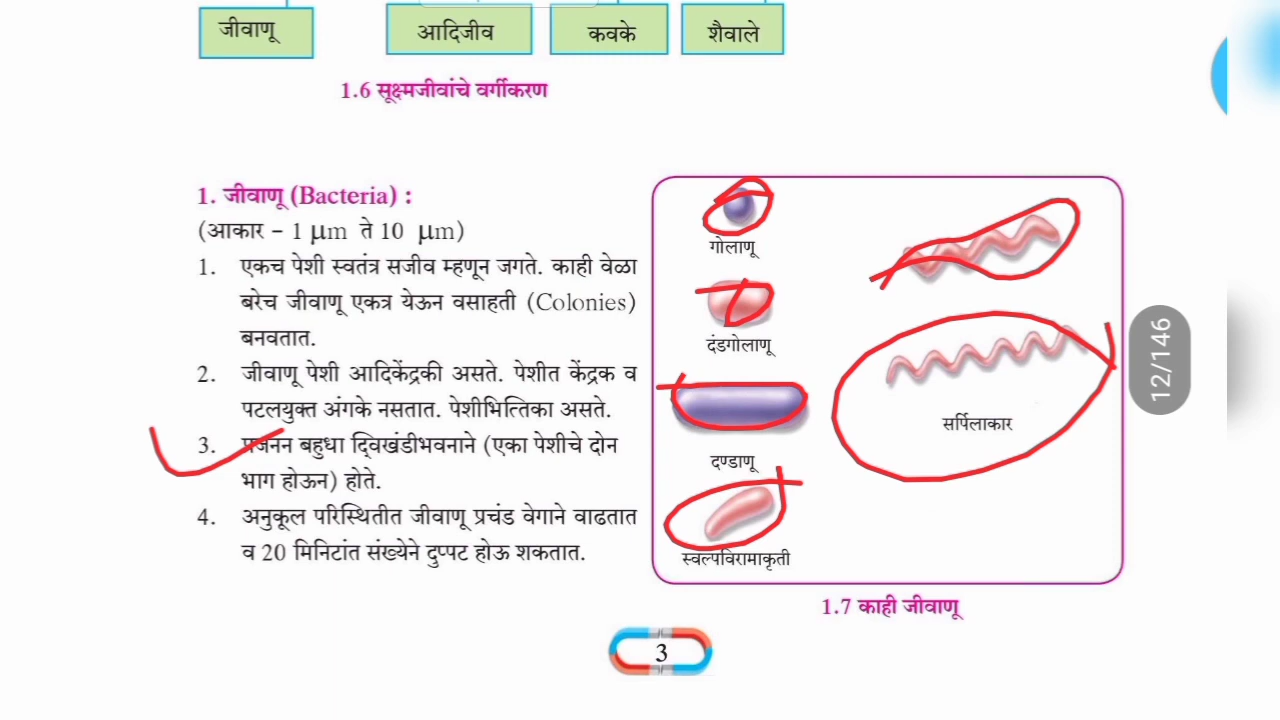 जीवाणू
आदिजीव
कवके
शैवाले
1.6 सूक्ष्मजीवांचे वर्गीकरण
1. जीवाणू (Bacteria) :
(आकार - 1 μm ते 10 μm)
1. एकच पेशी स्वतंत्र सजीव म्हणून जगते. काही वेळा
बरेच जीवाणू एकत्र येऊन वसाहती (Colonies)
बनवतात.
2. जीवाणू पेशी आदिकेंद्रकी असते. पेशीत केंद्रक व
पटलयुक्त अंगके नसतात. पेशीभित्तिका असते.
3. प्रजनन बहुधा द्विखंडीभवनाने (एका पेशीचे दोन
भाग होऊन) होते.
4. अनुकूल परिस्थितीत जीवाणू प्रचंड वेगाने वाढतात
व 20 मिनिटांत संख्येने दुप्पट होऊ शकतात.
गोलाणू
दंडगोलाणू
दण्डाणू
स्वल्पविरामाकृती
सर्पिलाकार
1.7 काही जीवाणू
3
12/146